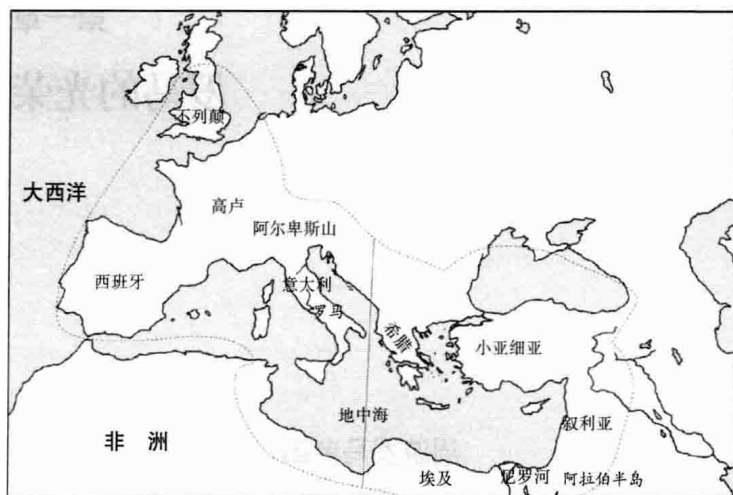 不列颠
大西洋
高卢
阿尔卑斯山
西班牙
意大利
罗马
希腊
小亚细亚
地中海
叙利亚
非洲
埃及
尼罗河
阿拉伯半岛